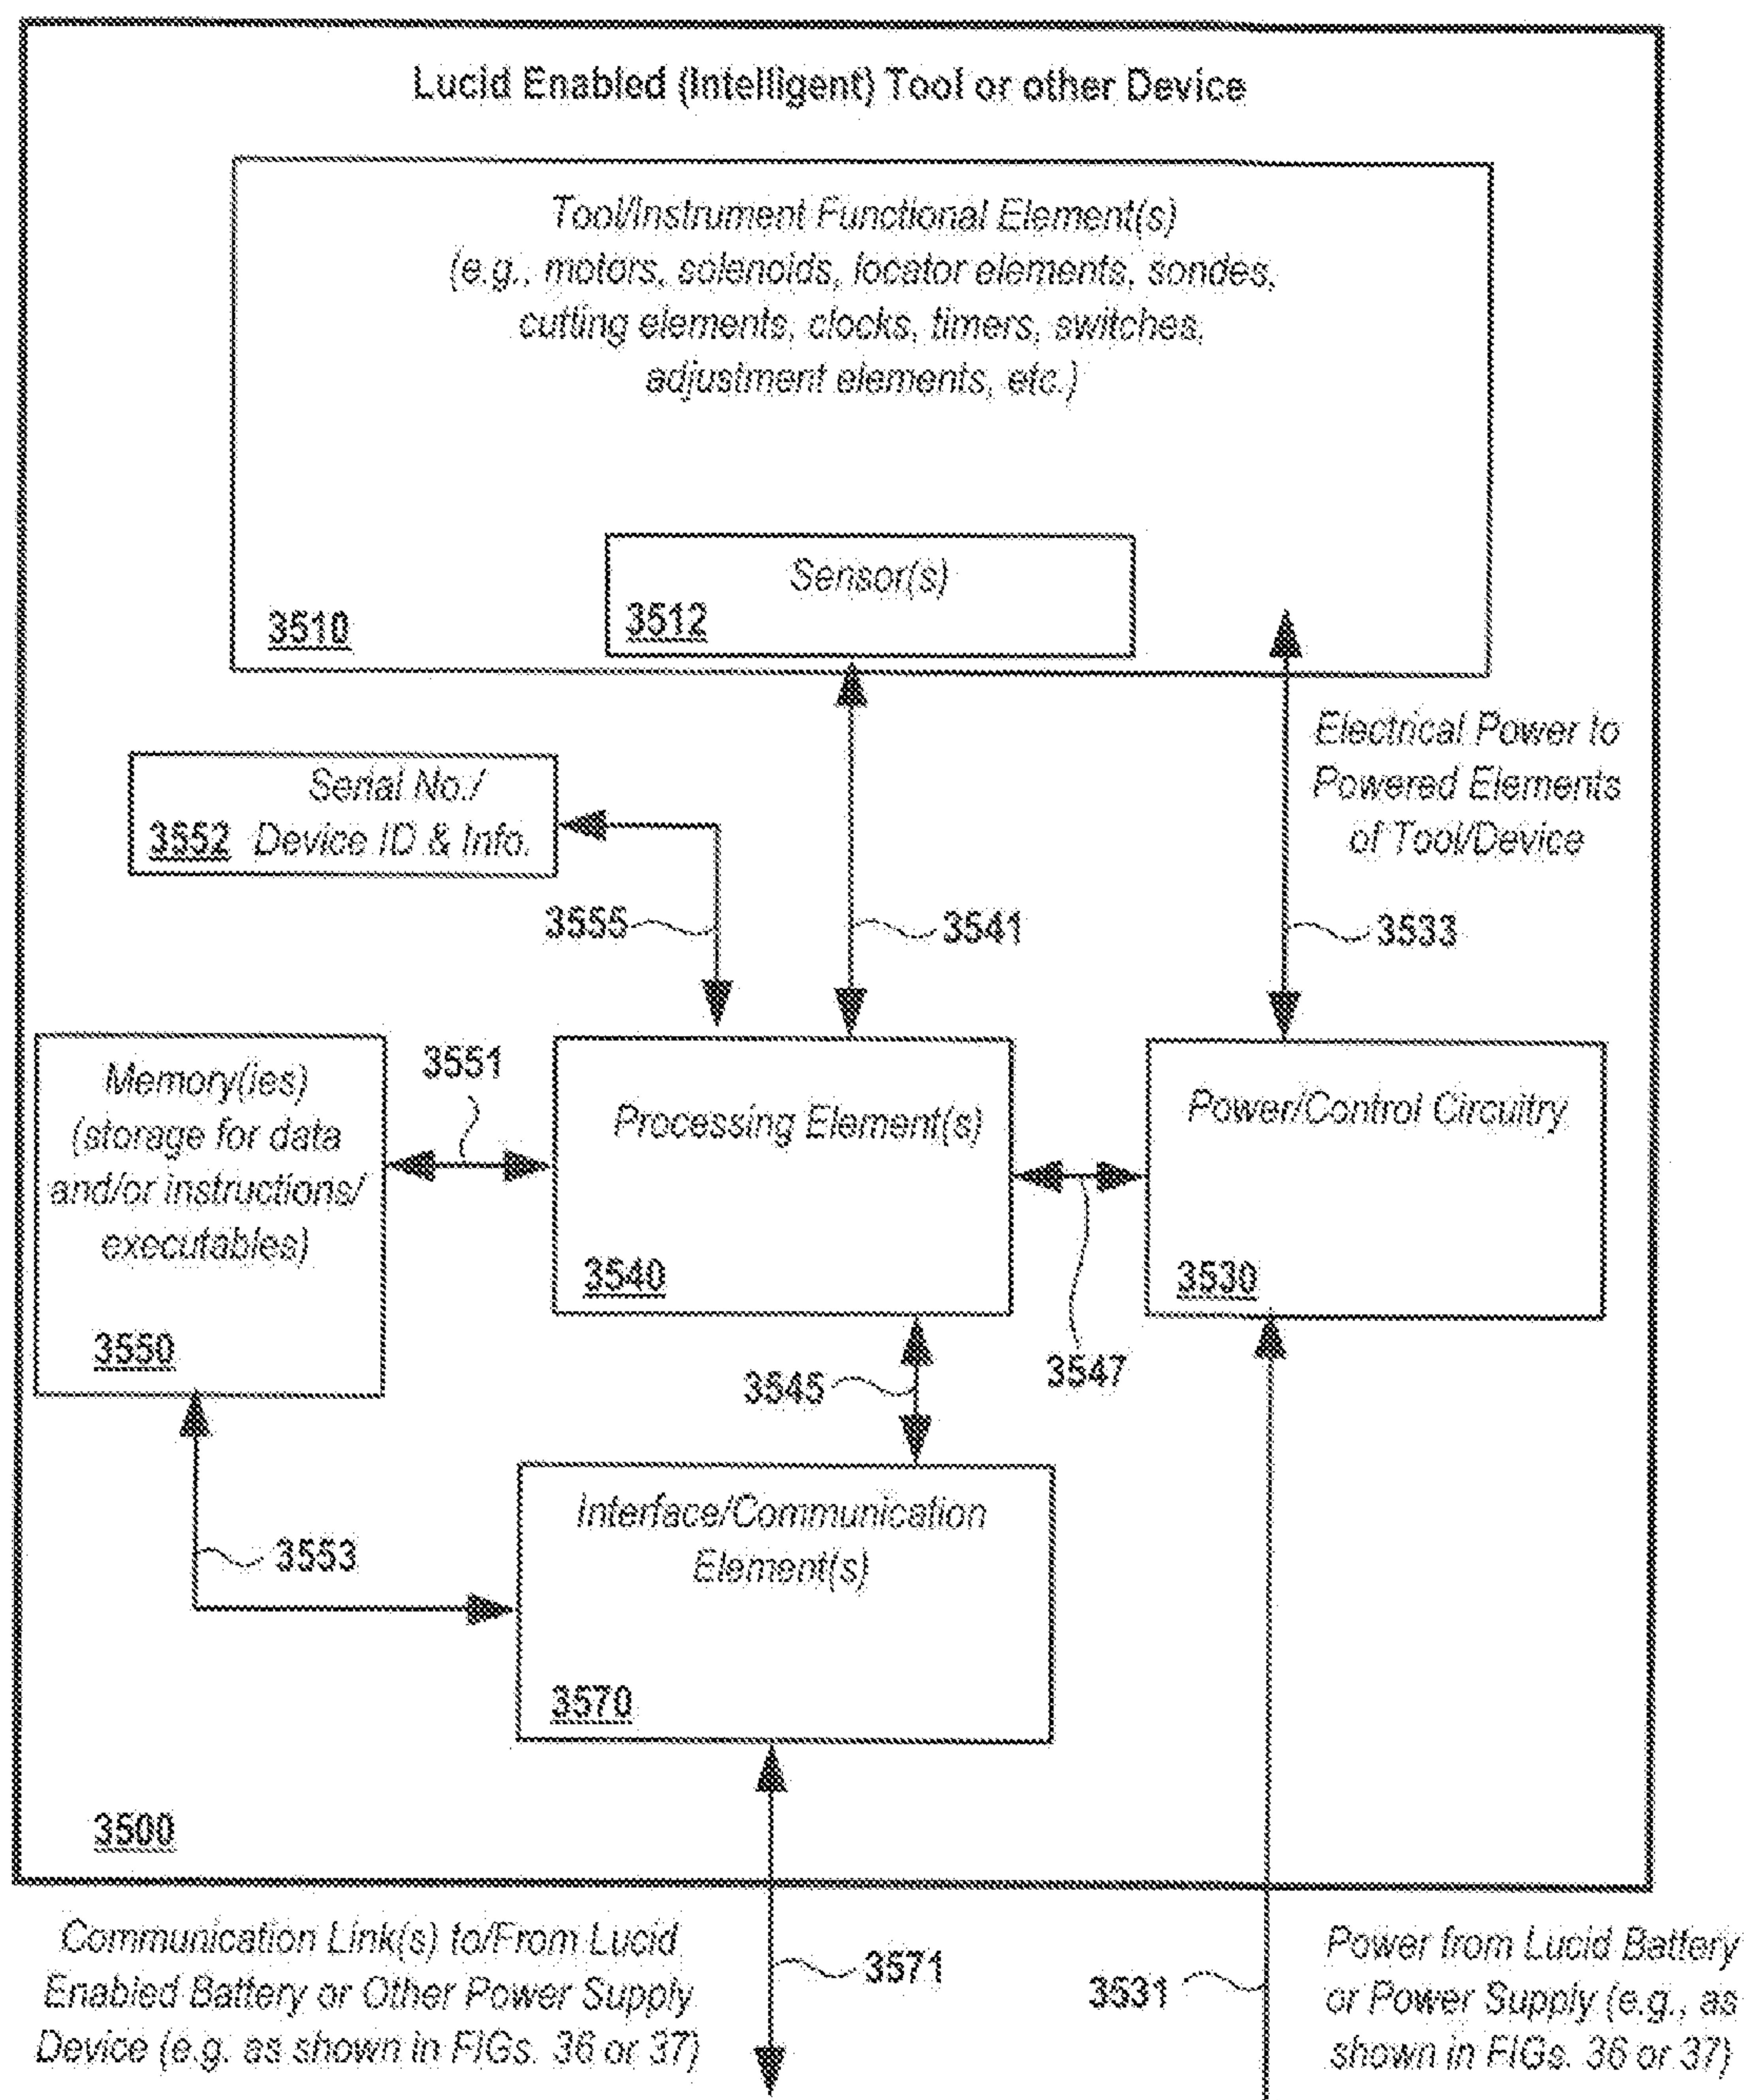 Lucid Enabled (Intelligent) Tool or other Device
Tool/Instrument Functional Element(s)
(e.g., motors, solenoids, locator elements, sondes,
cutting elements, clocks, timers, switches,
adjustment elements, etc.)
Sensor(s)
3512
3510
Electrical Power to
Powered Elements
of Tool/Device
Serial No./
3552 Device ID & Info.
3555
3541
3533
Memory(ies)
(storage for data
and/or instructions/
executables)
3550
3551
Processing Element(s)
3540
Power/Control Circuitry
3530
3547
3545
Interface/Communication
Element(s)
3570
3553
3500
Communication Link(s) to/From Lucid
Enabled Battery or Other Power Supply
Device (e.g. as shown in FIGs. 36 or 37)
3571
3531
Power from Lucid Battery
or Power Supply (e.g., as
shown in FIGs. 36 or 37)